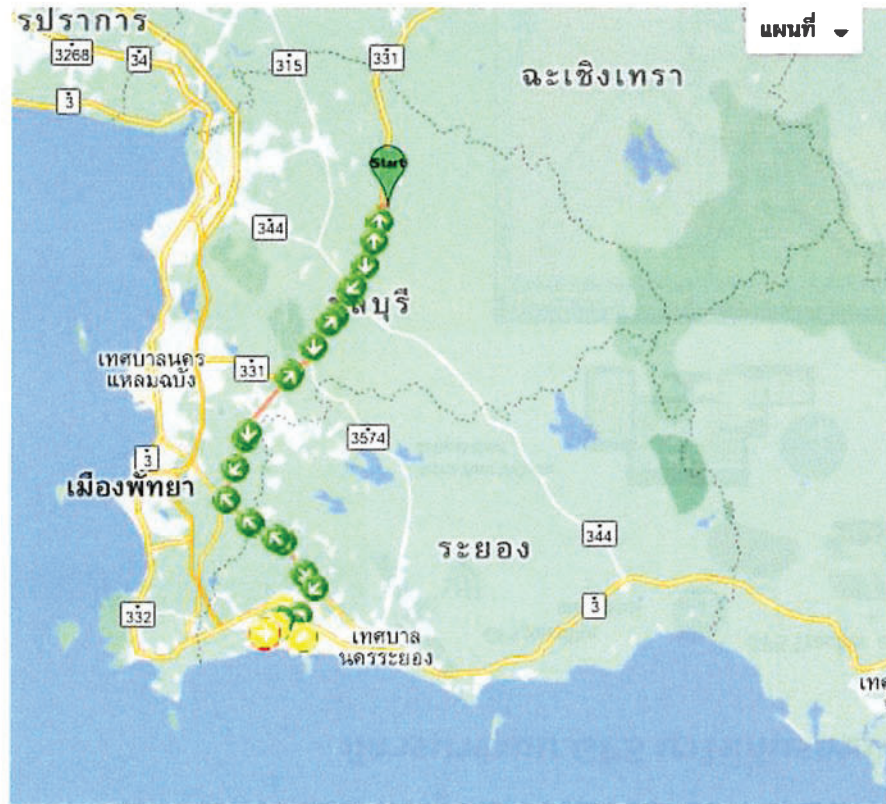 รปราการ
แผนที่
3268
34
315
331
ฉะเชิงเทรา
3
Start
344
ลบุรี
เทศบาลนคร
แหลมฉบัง
331
3574
3
เมืองพัทยา
ระยอง
344
3
332
เทศบาล
นครระยอง
เทศ